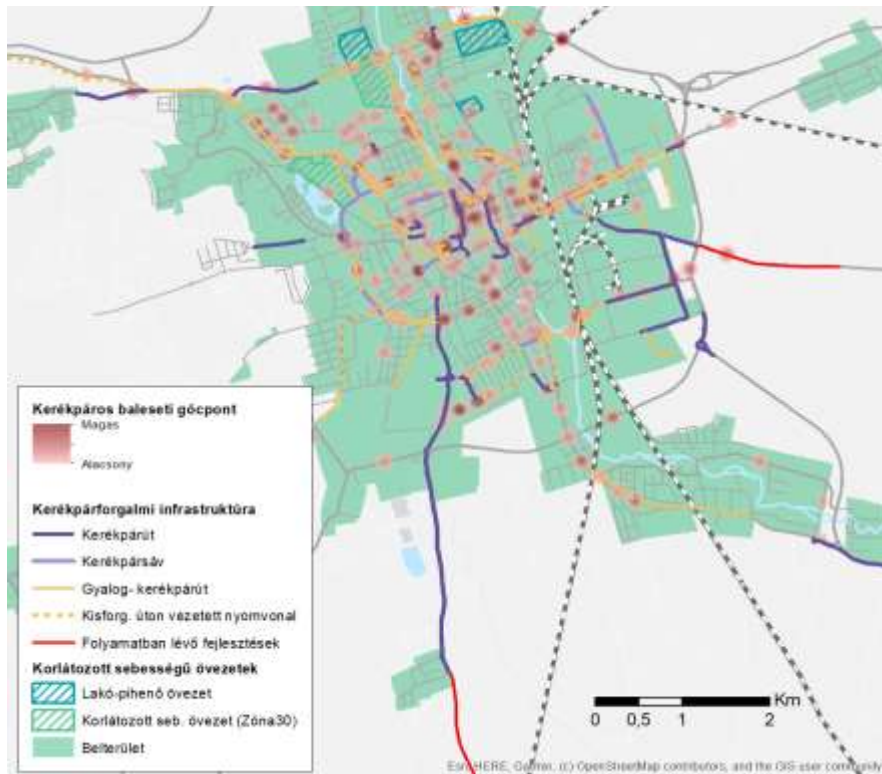 Kerékpáros baleseti gócpont
Magas
Alacsony
Kerékpárforgalmi infrastruktúra
Kerékpárút
Kerékpársáv
Gyalog- kerékpárút
Kisforg. úton vezetett nyomvonal
Folyamatban lévő fejlesztések
Korlátozott sebességű övezetek
Lakó-pihenő övezet
Korlátozott seb. övezet (Zóna30)
Belterület
Km
0 0,5 1 2
Esri, HERE, Garmin, (c) OpenStreetMap contributors, and the GIS user community